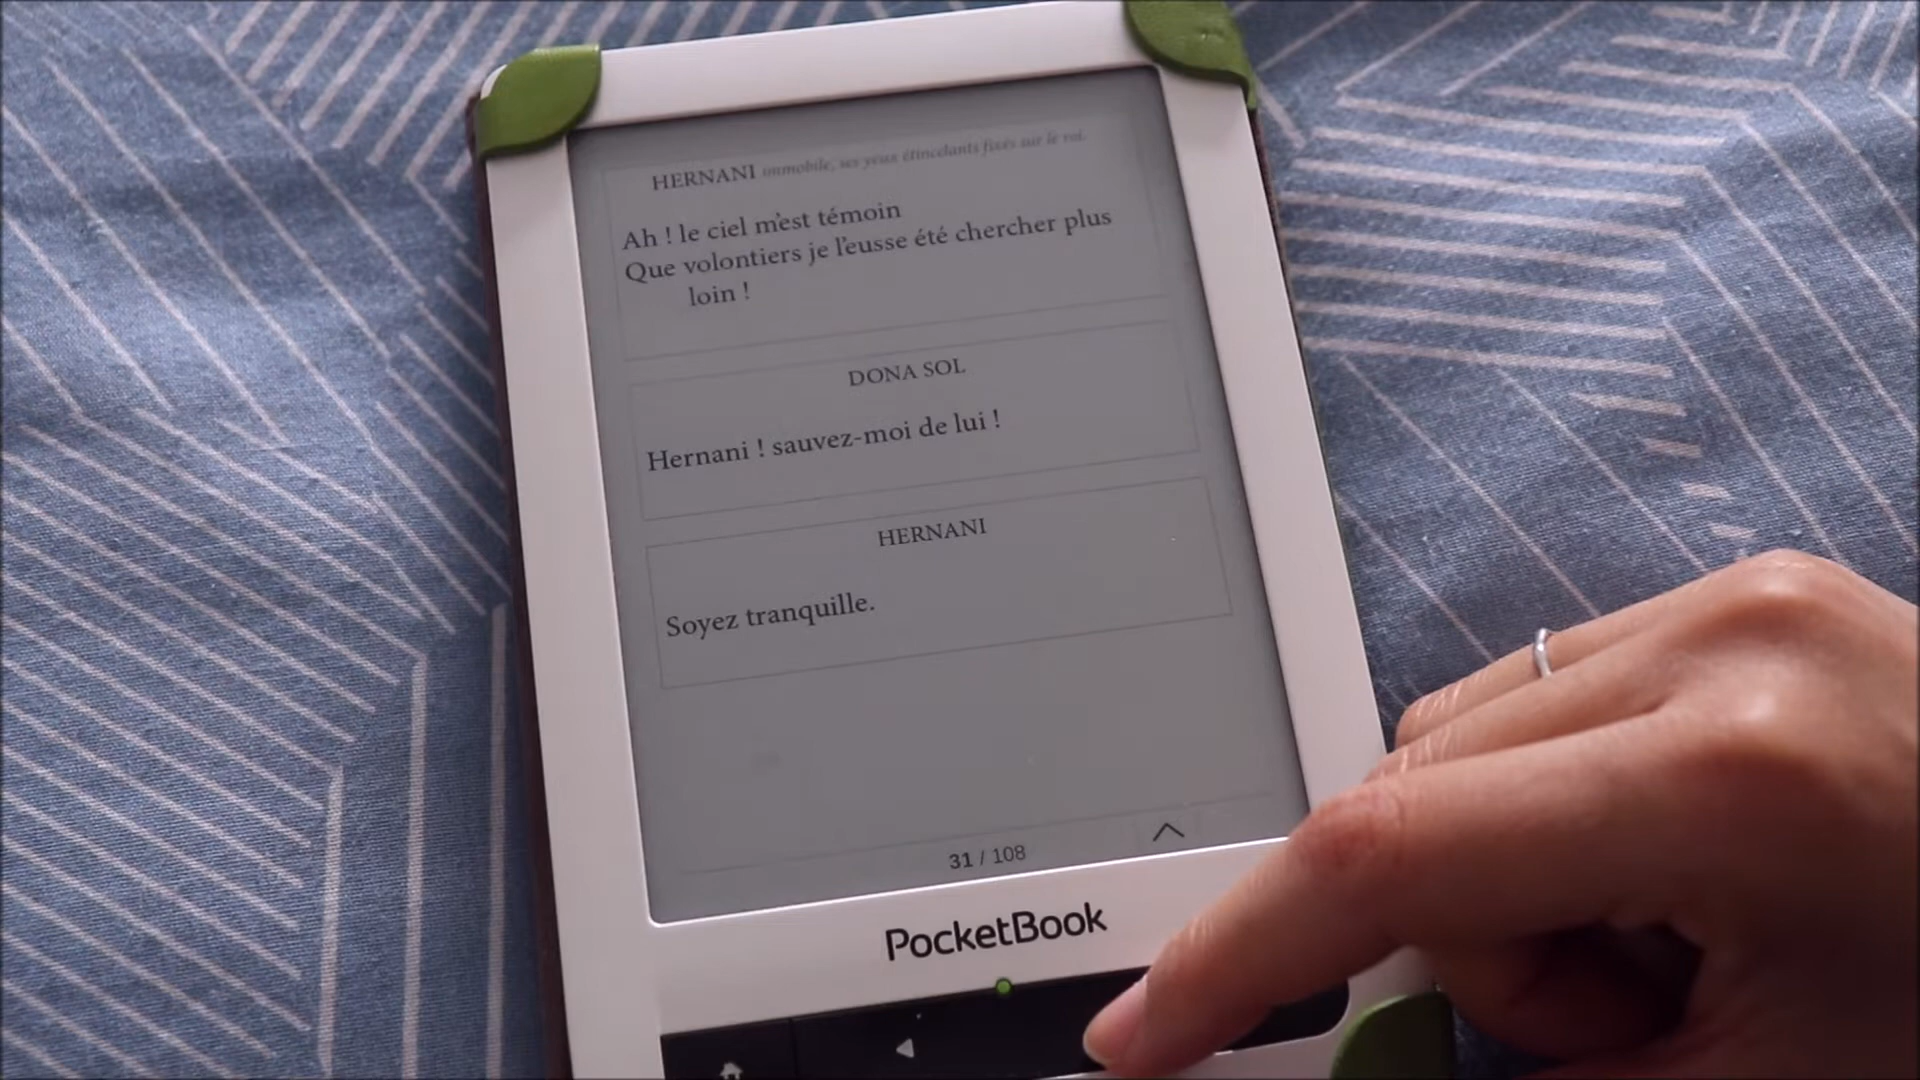 HERNANI immobile, ses yeux étincelants fixés sur le roi.
Ah ! le ciel m'est témoin
Que volontiers je l'eusse été chercher plus
loin !
DONA SOL
Hernani ! sauvez-moi de lui !
HERNANI
Soyez tranquille.
31 / 108
PocketBook